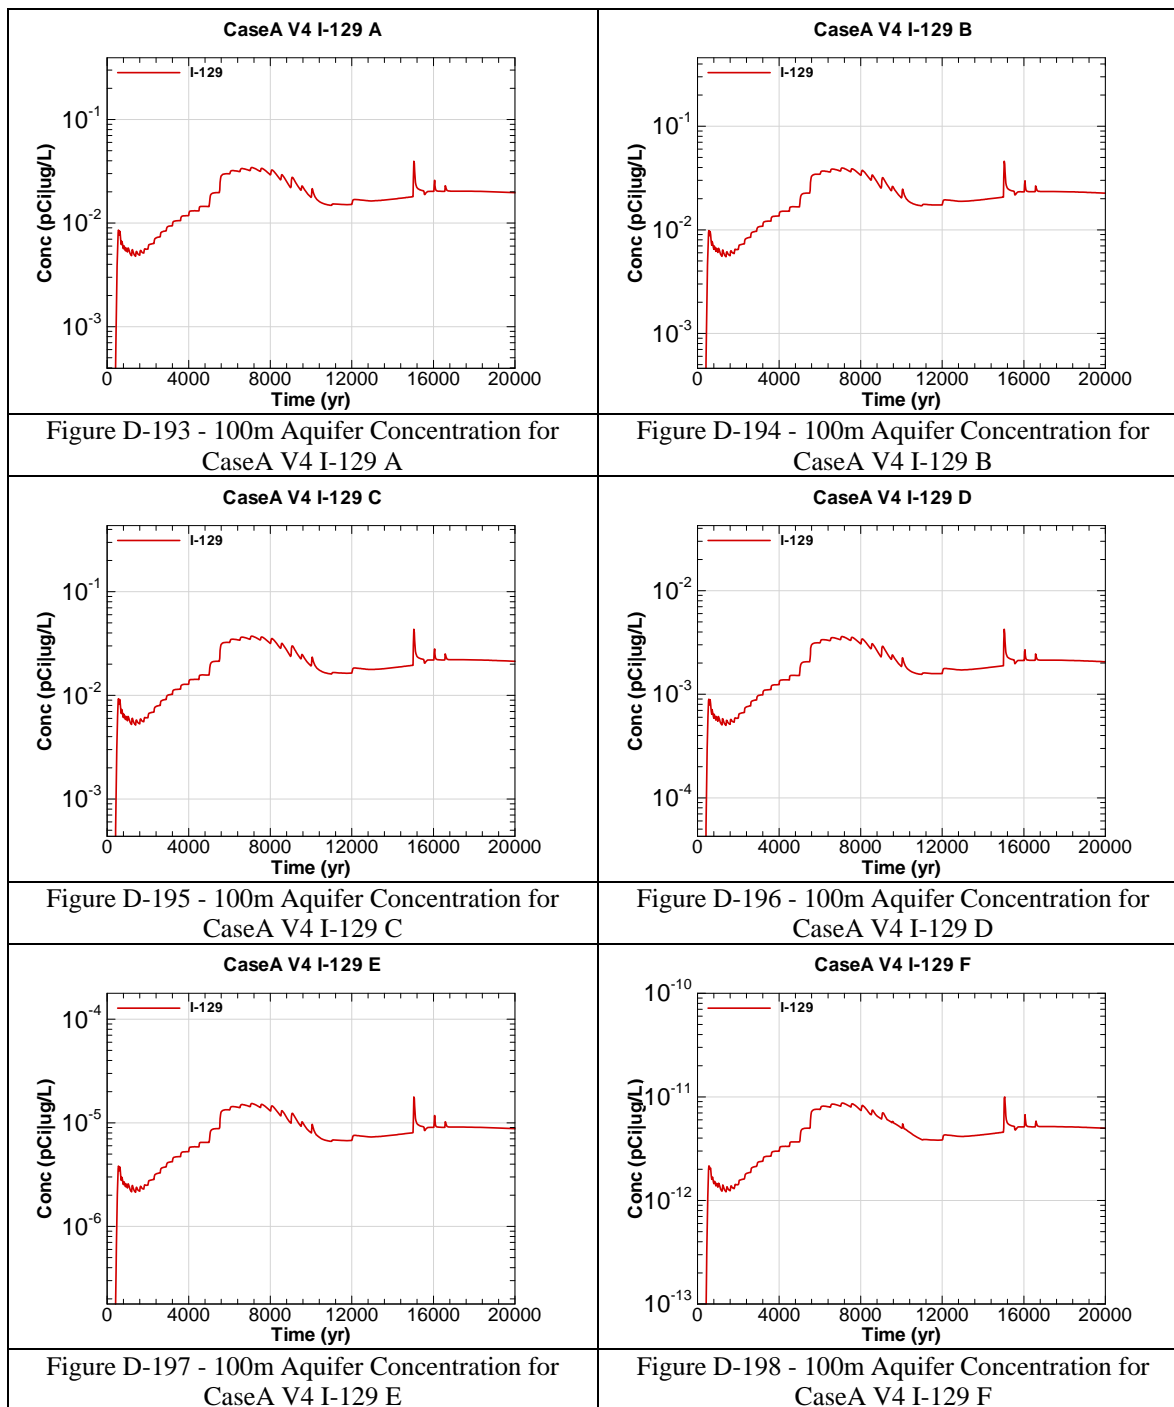 CaseA V4 I-129 A
I-129
Conc (pCi|ug/L)
10-1
10-2
10-3
0 4000 8000 12000 16000 20000
Time (yr)
Figure D-193 - 100m Aquifer Concentration for
CaseA V4 I-129 A
CaseA V4 I-129 B
I-129
Conc (pCi|ug/L)
10-1
10-2
10-3
0 4000 8000 12000 16000 20000
Time (yr)
Figure D-194 - 100m Aquifer Concentration for
CaseA V4 I-129 B
CaseA V4 I-129 C
I-129
Conc (pCi|ug/L)
10-1
10-2
10-3
0 4000 8000 12000 16000 20000
Time (yr)
Figure D-195 - 100m Aquifer Concentration for
CaseA V4 I-129 C
CaseA V4 I-129 D
I-129
Conc (pCi|ug/L)
10-2
10-3
10-4
0 4000 8000 12000 16000 20000
Time (yr)
Figure D-196 - 100m Aquifer Concentration for
CaseA V4 I-129 D
CaseA V4 I-129 E
I-129
Conc (pCi|ug/L)
10-4
10-5
10-6
0 4000 8000 12000 16000 20000
Time (yr)
Figure D-197 - 100m Aquifer Concentration for
CaseA V4 I-129 E
CaseA V4 I-129 F
I-129
Conc (pCi|ug/L)
10-10
10-11
10-12
10-13
0 4000 8000 12000 16000 20000
Time (yr)
Figure D-198 - 100m Aquifer Concentration for
CaseA V4 I-129 F